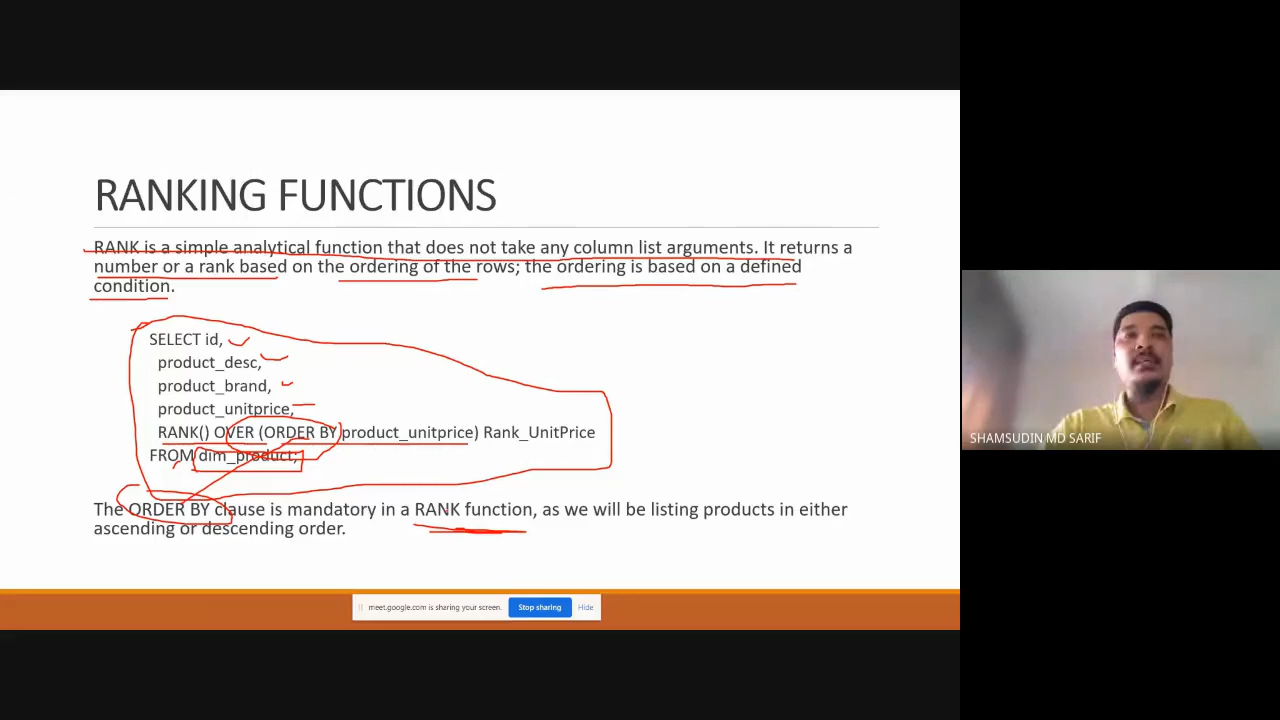 RANKING FUNCTIONS
RANK is a simple analytical function that does not take any column list arguments. It returns a
number or a rank based on the ordering of the rows; the ordering is based on a defined
condition.
SELECT id,
product_desc,
product_brand,
product_unitprice,
RANK() OVER (ORDER BY product_unitprice) Rank_UnitPrice
FROM dim_product;
The ORDER BY clause is mandatory in a RANK function, as we will be listing products in either
ascending or descending order.
meet.google.com is sharing your screen. Stop sharing Hide
SHAMSUDIN MD SARIF